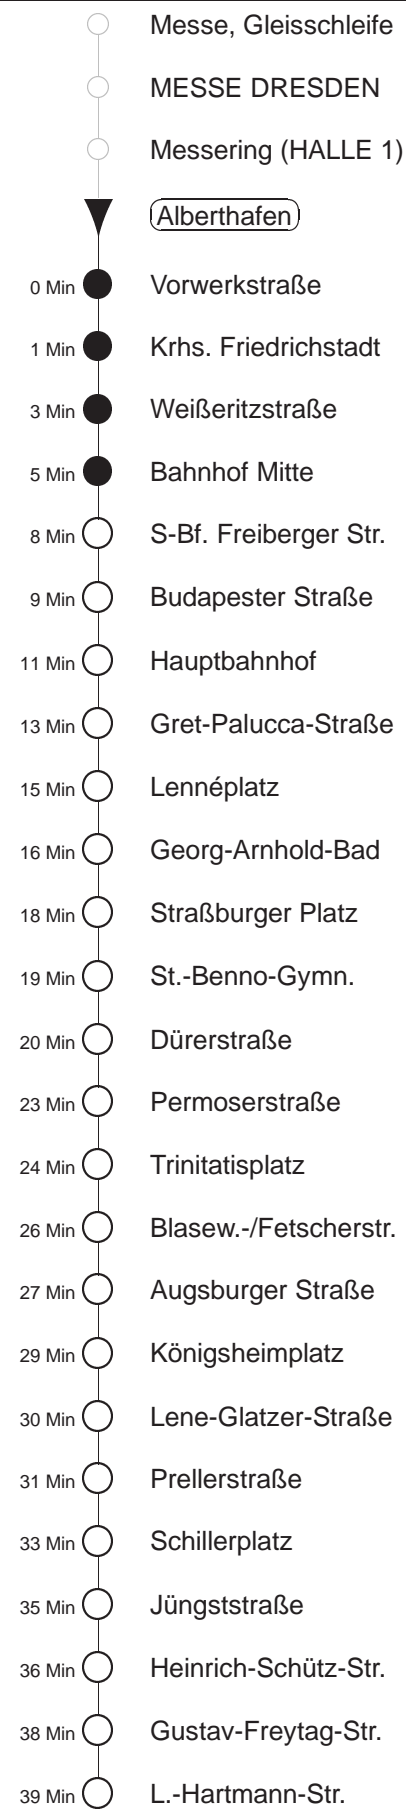 Messe, Gleisschleife
MESSE DRESDEN
Messering (HALLE 1)
Alberthafen
0 Min Vorwerkstraße
1 Min Krhs. Friedrichstadt
3 Min Weißeritzstraße
5 Min Bahnhof Mitte
8 Min S-Bf. Freiberger Str.
9 Min Budapester Straße
11 Min Hauptbahnhof
13 Min Gret-Palucca-Straße
15 Min Lennéplatz
16 Min Georg-Arnhold-Bad
18 Min Straßburger Platz
19 Min St.-Benno-Gymn.
20 Min Dürerstraße
23 Min Permoserstraße
24 Min Trinitatisplatz
26 Min Blasew.-/Fetscherstr.
27 Min Augsburger Straße
29 Min Königsheimplatz
30 Min Lene-Glatzer-Straße
31 Min Prellerstraße
33 Min Schillerplatz
35 Min Jüngststraße
36 Min Heinrich-Schütz-Str.
38 Min Gustav-Freytag-Str.
39 Min L.-Hartmann-Str.